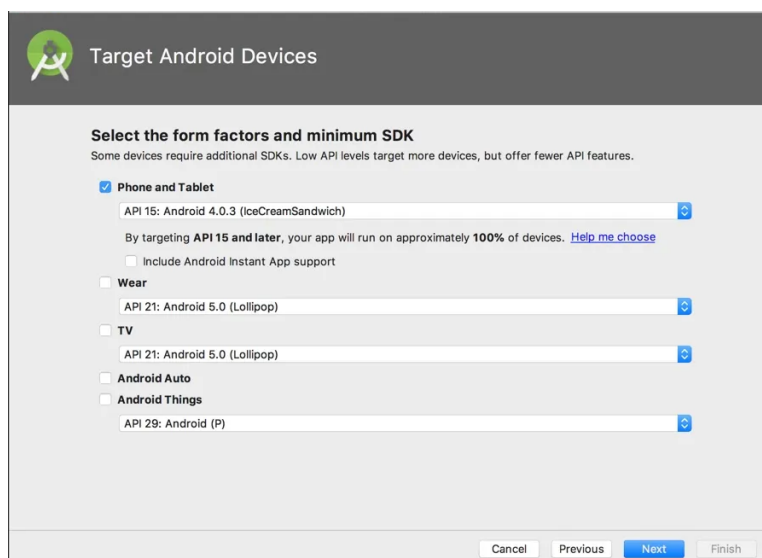 Target Android Devices
Select the form factors and minimum SDK
Some devices require additional SDKs. Low API levels target more devices, but offer fewer API features.
Phone and Tablet
API 15: Android 4.0.3 (IceCreamSandwich)
By targeting API 15 and later, your app will run on approximately 100% of devices. Help me choose
Include Android Instant App support
Wear
API 21: Android 5.0 (Lollipop)
TV
API 21: Android 5.0 (Lollipop)
Android Auto
Android Things
API 29: Android (P)
Cancel Previous Next Finish